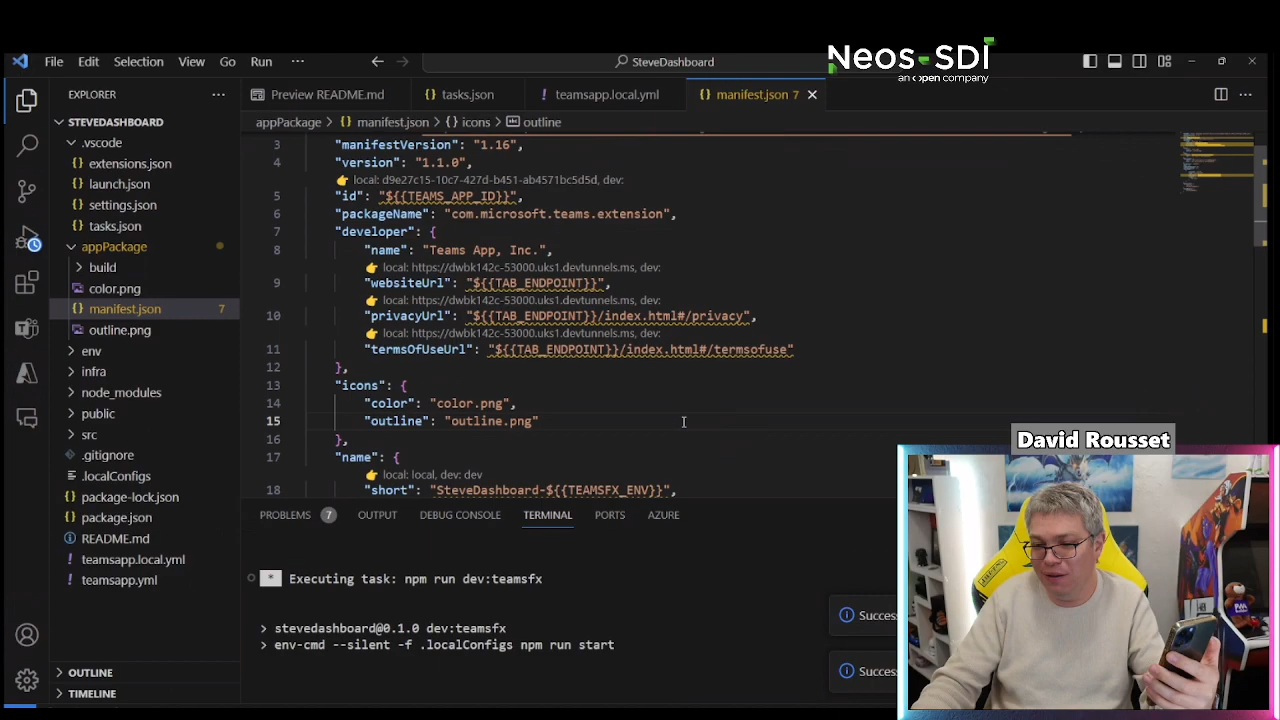 Neos-SDI
an open company
File Edit Selection View Go Run ···
SteveDashboard
EXPLORER ···
Preview README.md
tasks.json
teamsapp.local.yml
manifest.json 7
STEVEDASHBOARD
.vscode
extensions.json
launch.json
settings.json
tasks.json
appPackage
build
color.png
manifest.json 7
outline.png
env
infra
node_modules
public
src
.gitignore
.localConfigs
package-lock.json
package.json
README.md
teamsapp.local.yml
teamsapp.yml
OUTLINE
TIMELINE
appPackage > {} manifest.json > {} icons > outline
3 "manifestVersion": "1.16",
4 "version": "1.1.0",
local: d9e27c15-10c7-427d-b451-ab4571bc5d5d, dev:
5 "id": "${{TEAMS_APP_ID}}",
6 "packageName": "com.microsoft.teams.extension",
7 "developer": {
8 "name": "Teams App, Inc.",
local: https://dwbk142c-53000.uks1.devtunnels.ms, dev:
9 "websiteUrl": "${{TAB_ENDPOINT}}",
local: https://dwbk142c-53000.uks1.devtunnels.ms, dev:
10 "privacyUrl": "${{TAB_ENDPOINT}}/index.html#/privacy",
local: https://dwbk142c-53000.uks1.devtunnels.ms, dev:
11 "termsOfUseUrl": "${{TAB_ENDPOINT}}/index.html#/termsofuse"
12 },
13 "icons": {
14 "color": "color.png",
15 "outline": "outline.png"
16 },
17 "name": {
local: local, dev: dev
18 "short": "SteveDashboard-${{TEAMSFX_ENV}}",
PROBLEMS 7 OUTPUT DEBUG CONSOLE TERMINAL PORTS AZURE
* Executing task: npm run dev:teamsfx
> stevedashboard@0.1.0 dev:teamsfx
> env-cmd --silent -f .localConfigs npm run start
Succes
Succes
David Rousset